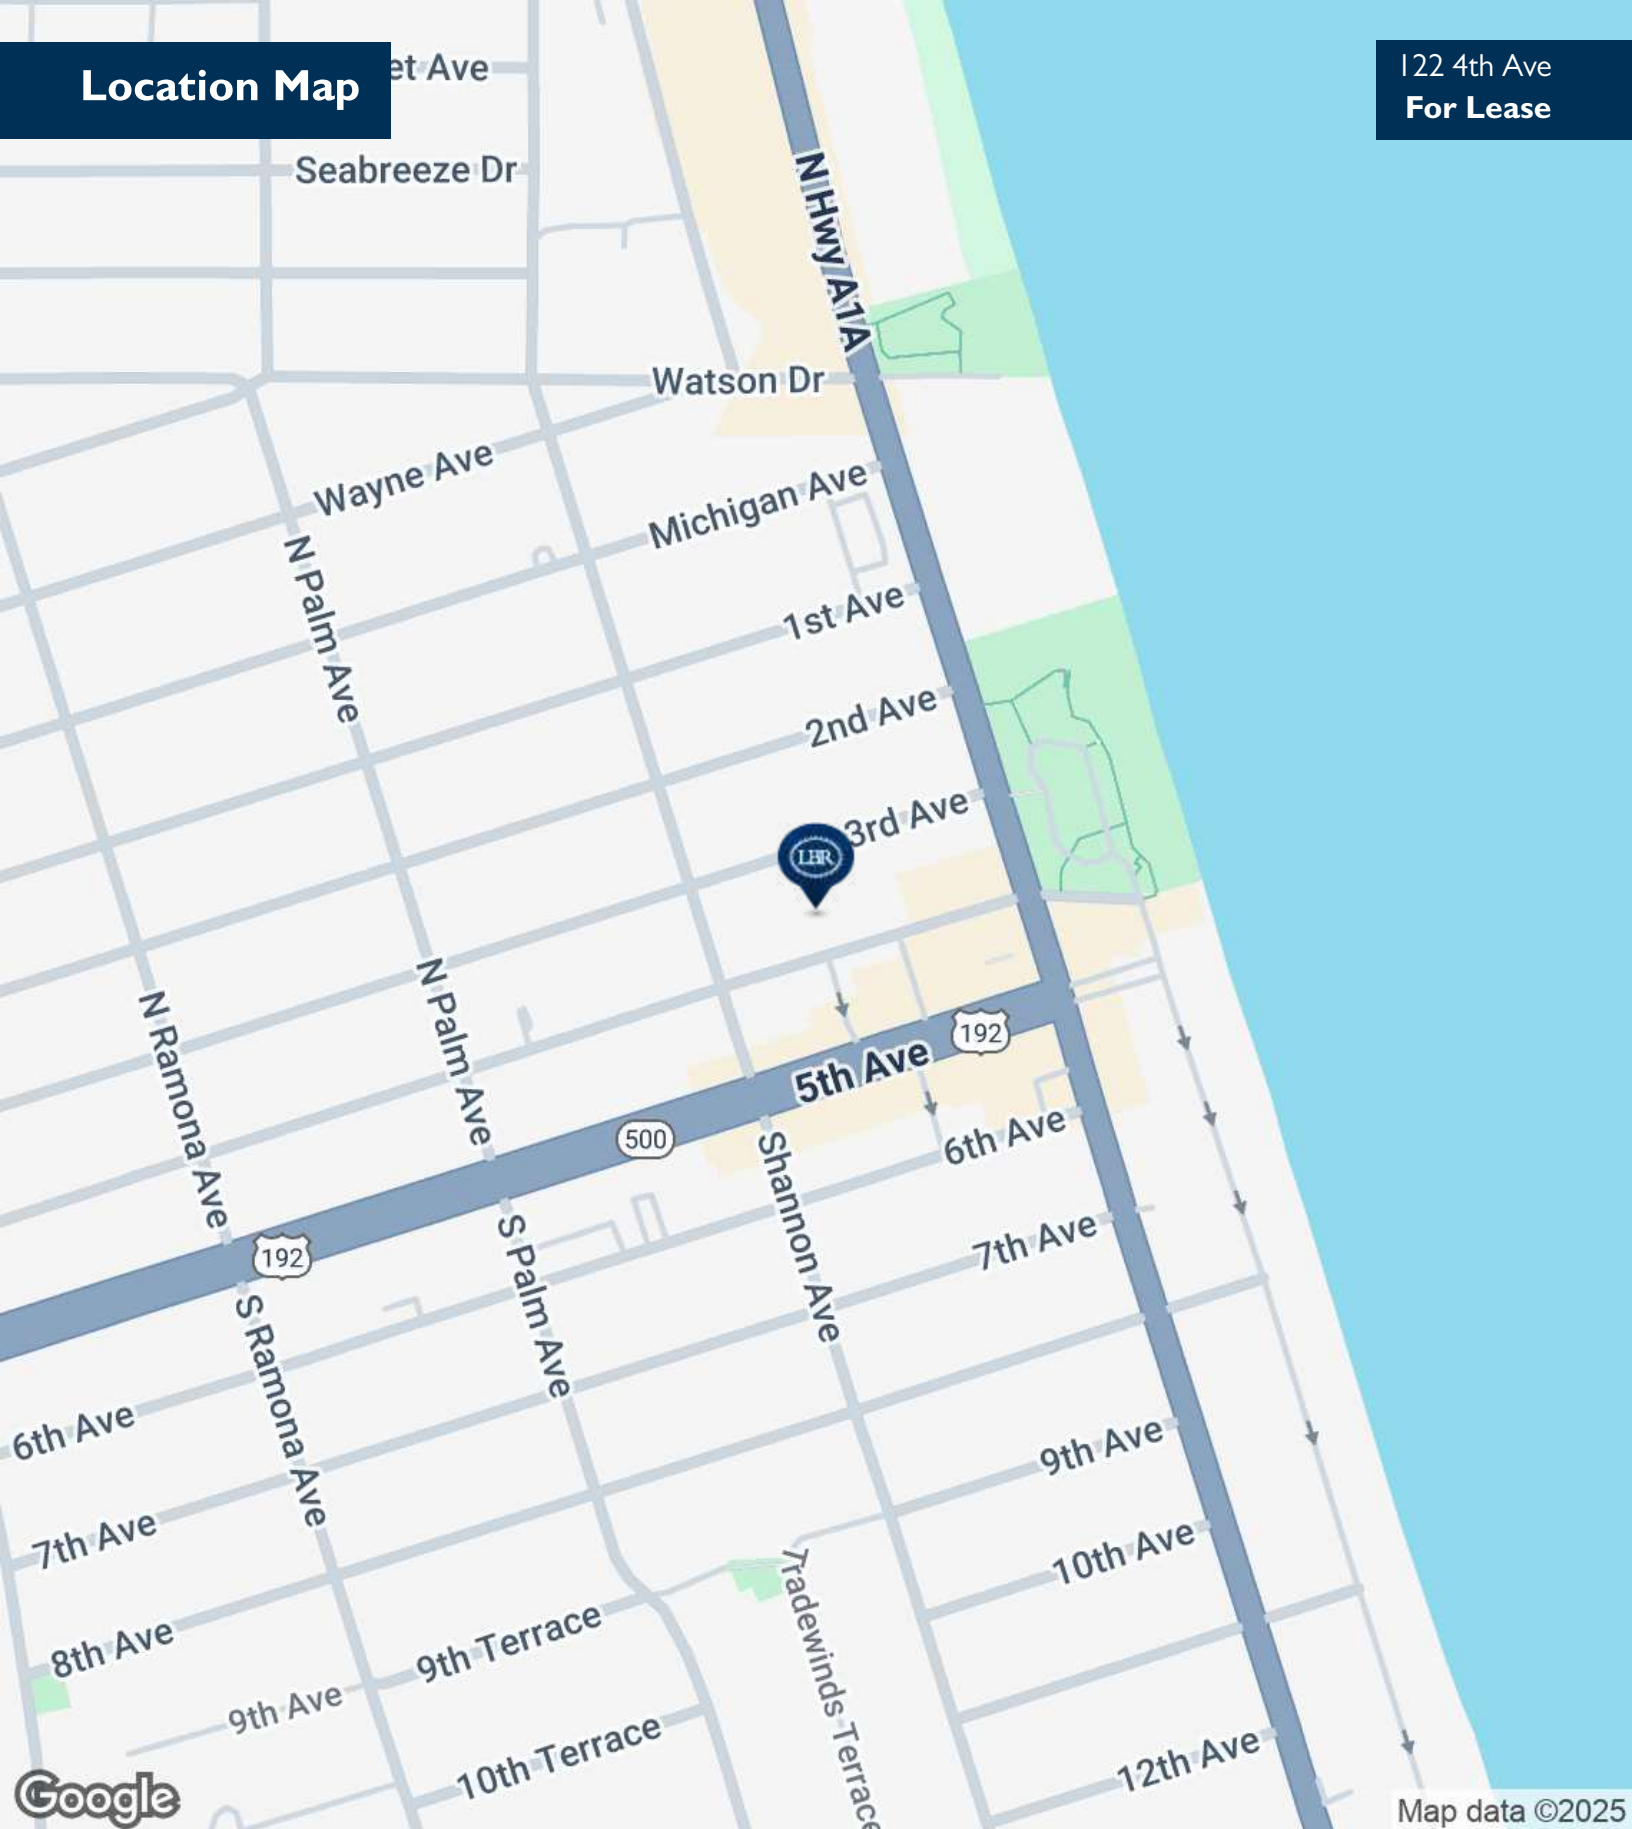 Location Map
et Ave
122 4th Ave
For Lease
Seabreeze Dr
N Hwy A1A
Watson Dr
Wayne Ave
Michigan Ave
N Palm Ave
1st Ave
2nd Ave
3rd Ave
LBR
N Palm Ave
N Ramona Ave
192
5th Ave
500
6th Ave
Shannon Ave
192
S Palm Ave
7th Ave
S Ramona Ave
6th Ave
9th Ave
7th Ave
10th Ave
Tradewinds Terrace
8th Ave
9th Terrace
9th Ave
10th Terrace
12th Ave
Google
Map data ©2025